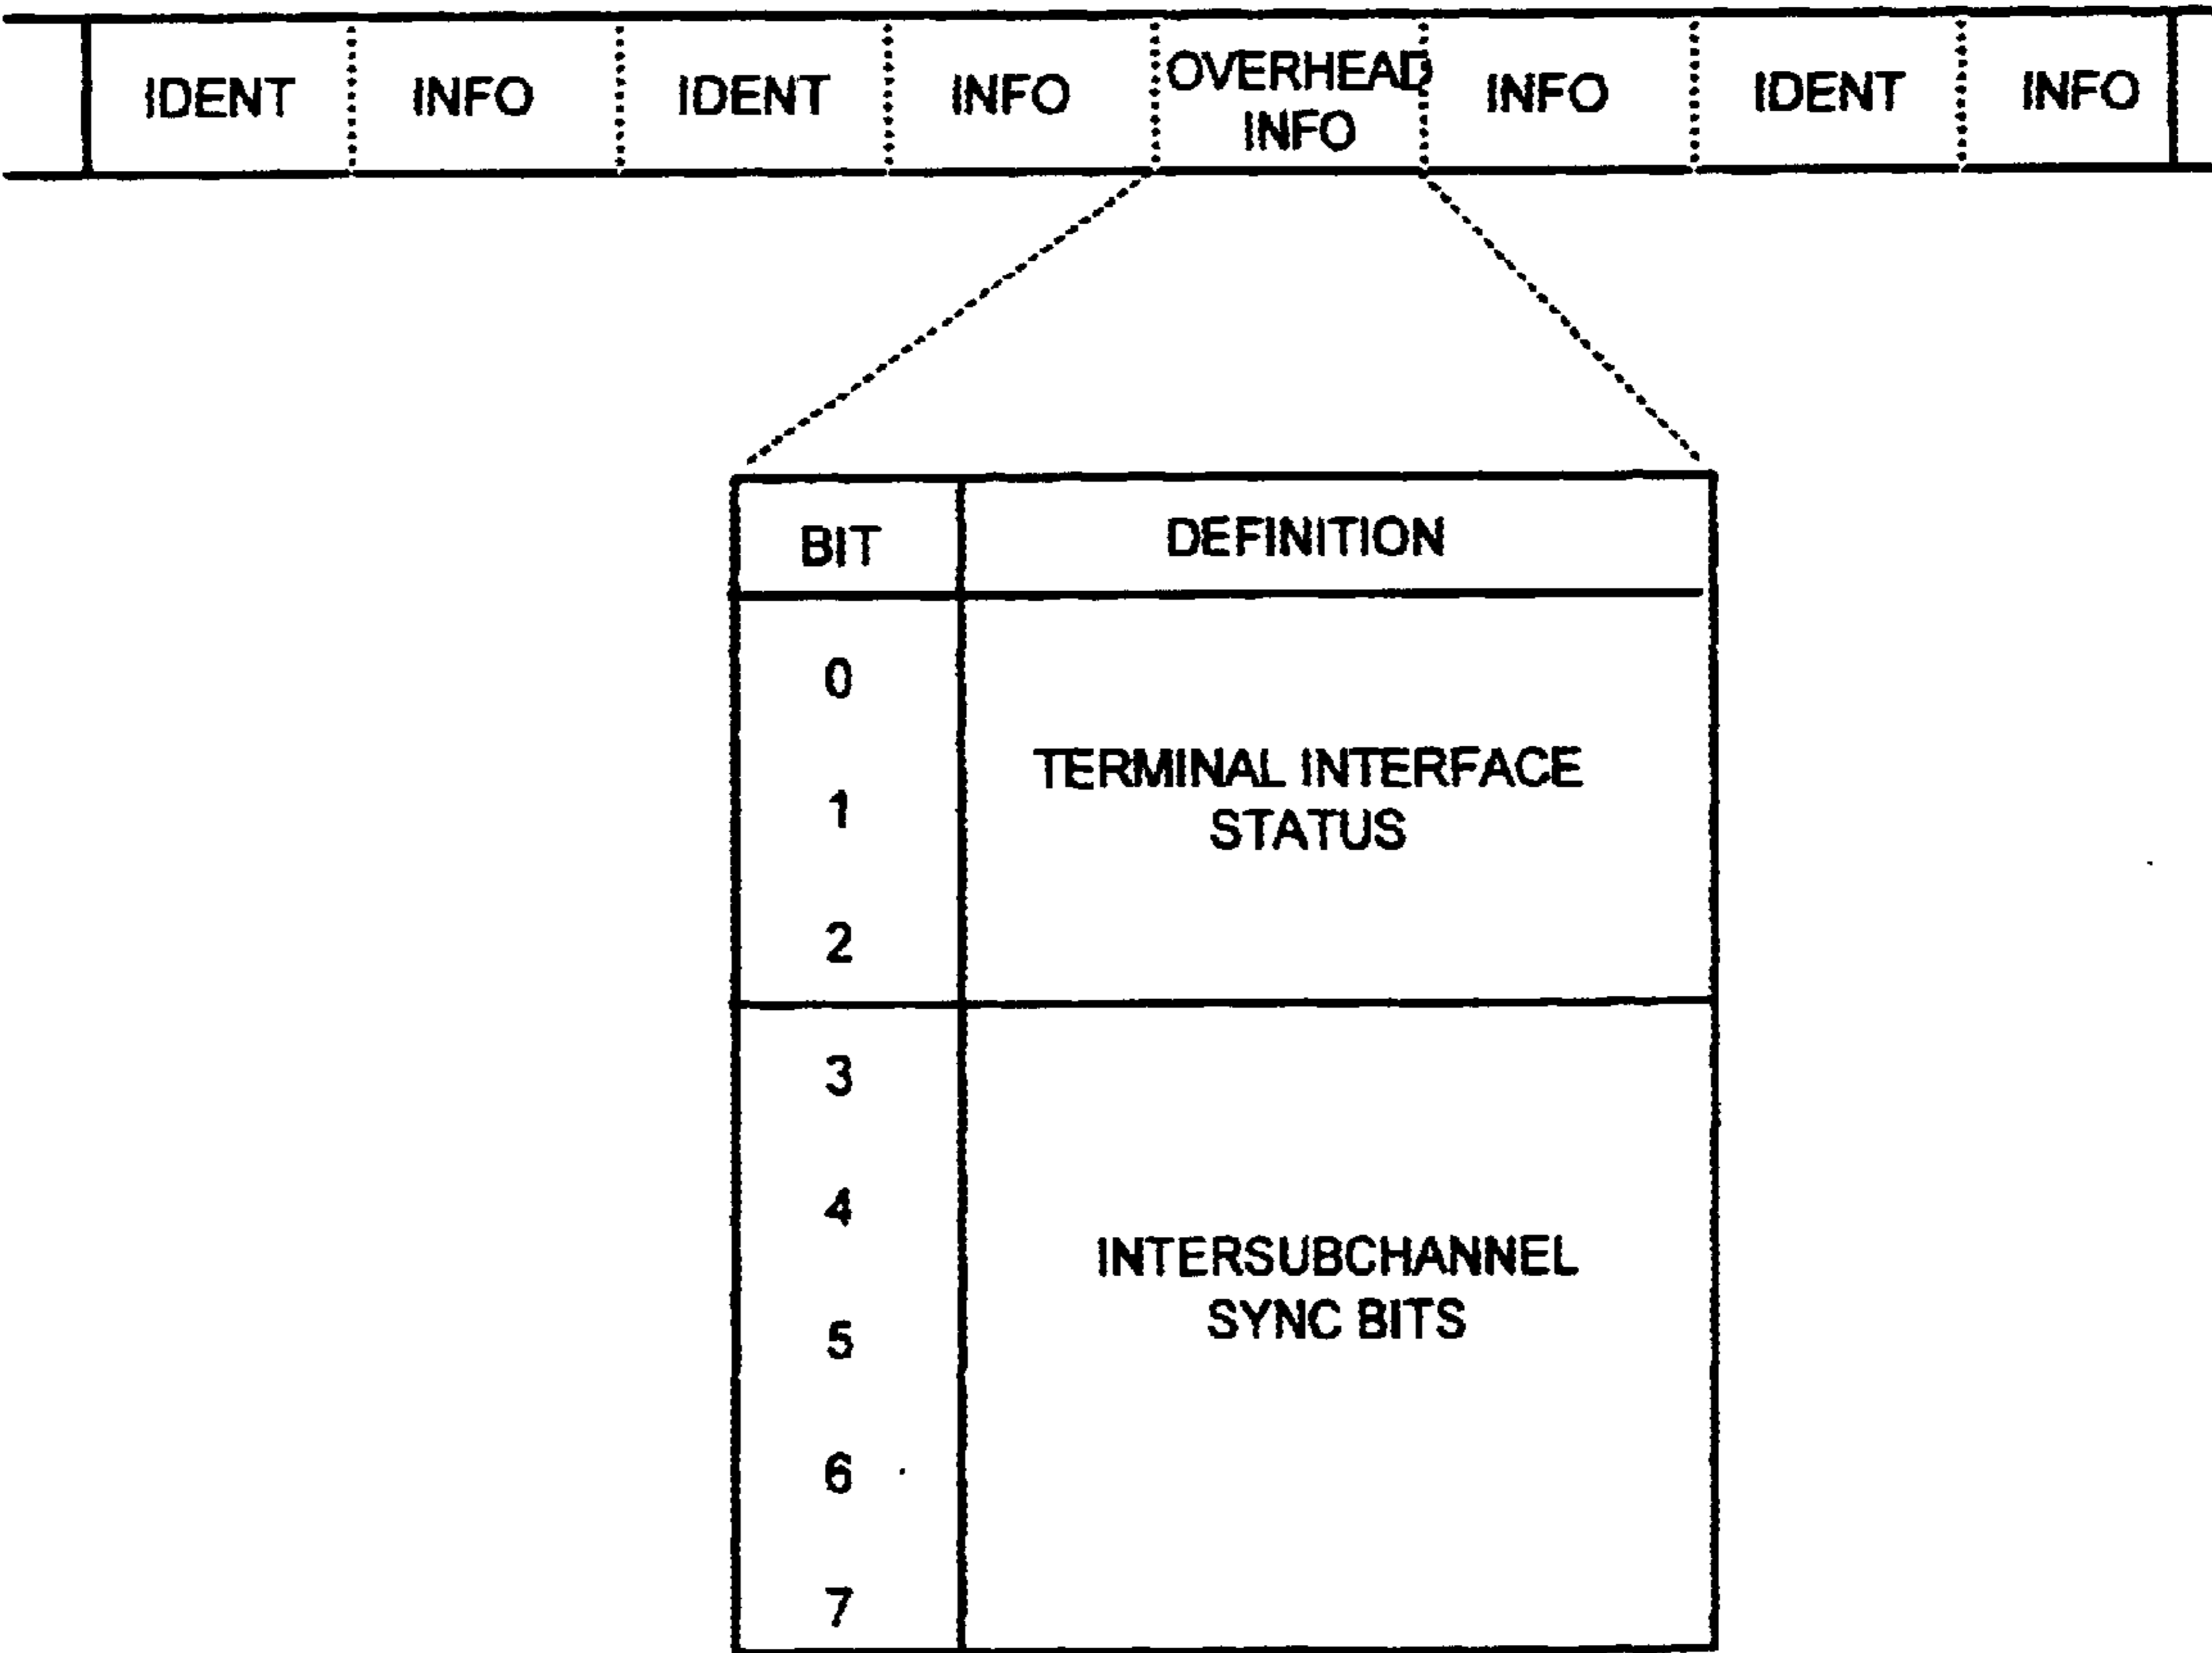 IDENT INFO IDENT INFO OVERHEAD INFO INFO IDENT INFO
BIT DEFINITION
0
TERMINAL INTERFACE
1
STATUS
2
3
4
INTERSUBCHANNEL
SYNC BITS
5
6
7